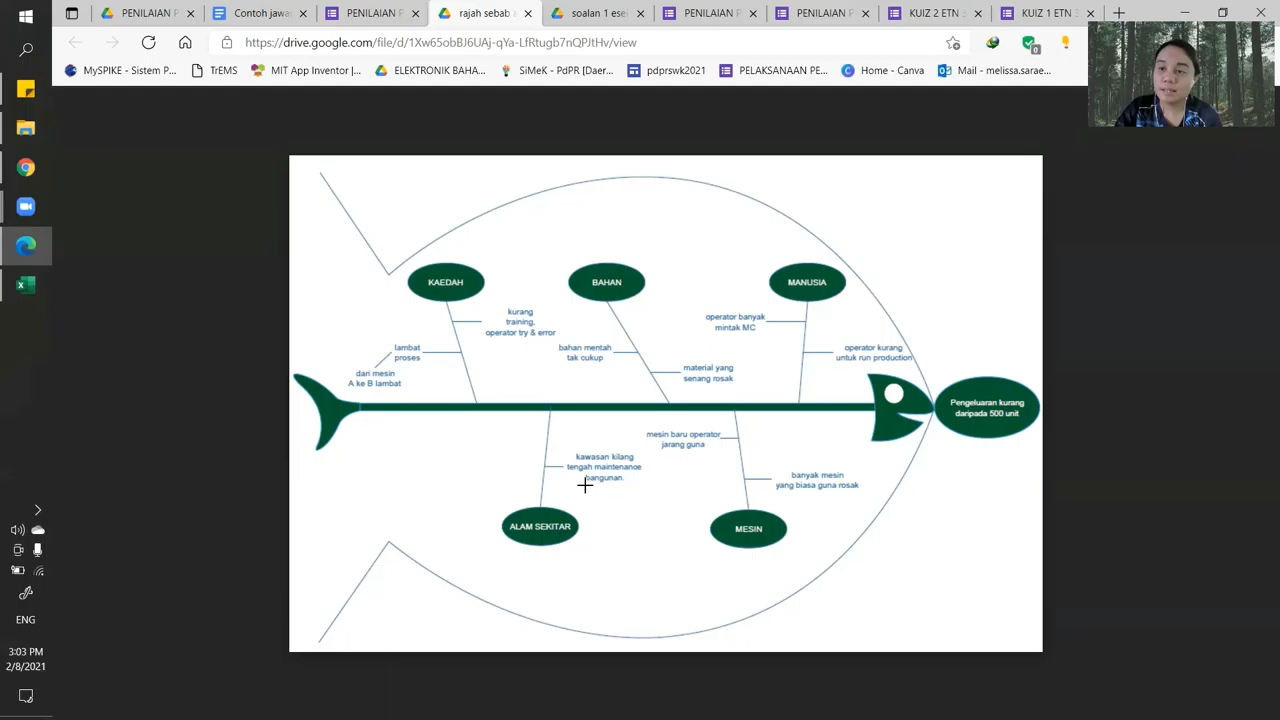 PENILAIAN P
Contoh jawa
PENILAIAN P
rajah sebab a
soalan 1 esei
PENILAIAN P
PENILAIAN P
KUIZ 2 ETN 3
KUIZ 1 ETN 3
https://drive.google.com/file/d/1Xw65obBJ6UAj-qYa-LfRtugb7nQPJtHv/view
MySPIKE - Sistem P...
TrEMS
MIT App Inventor |...
ELEKTRONIK BAHA...
SiMeK - PdPR [Daer...
pdprswk2021
PELAKSANAAN PE...
Home - Canva
Mail - melissa.sarae...
KAEDAH
BAHAN
MANUSIA
kurang
training,
operator try & error
operator banyak
mintak MC
lambat
proses
bahan mentah
tak cukup
operator kurang
untuk run production
dari mesin
A ke B lambat
material yang
senang rosak
Pengeluaran kurang
daripada 500 unit
mesin baru operator
jarang guna
kawasan kilang
tengah maintenance
bangunan.
banyak mesin
yang biasa guna rosak
ALAM SEKITAR
MESIN
ENG
3:03 PM
2/8/2021